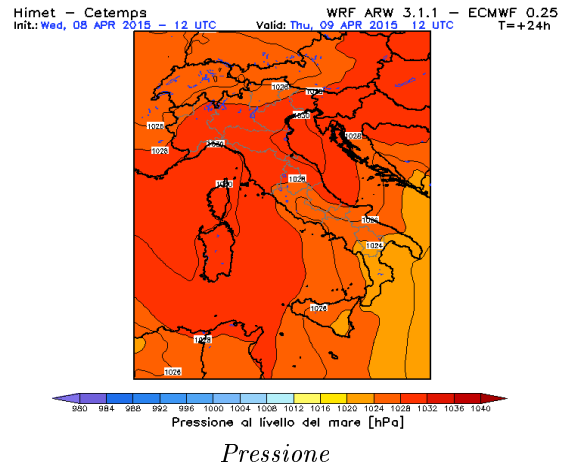 Himet – Cetemps WRF ARW 3.1.1 – ECMWF 0.25
Init.: Wed, 08 APR 2015 – 12 UTC Valid: Thu, 09 APR 2015 12 UTC T=+24h
1026
1028
1030
1026
1028
1028
1030
1028
1030
1024
1026
1028
1026
980 984 988 992 996 1000 1004 1008 1012 1016 1020 1024 1028 1032 1036 1040
Pressione al livello del mare [hPa]
Pressione